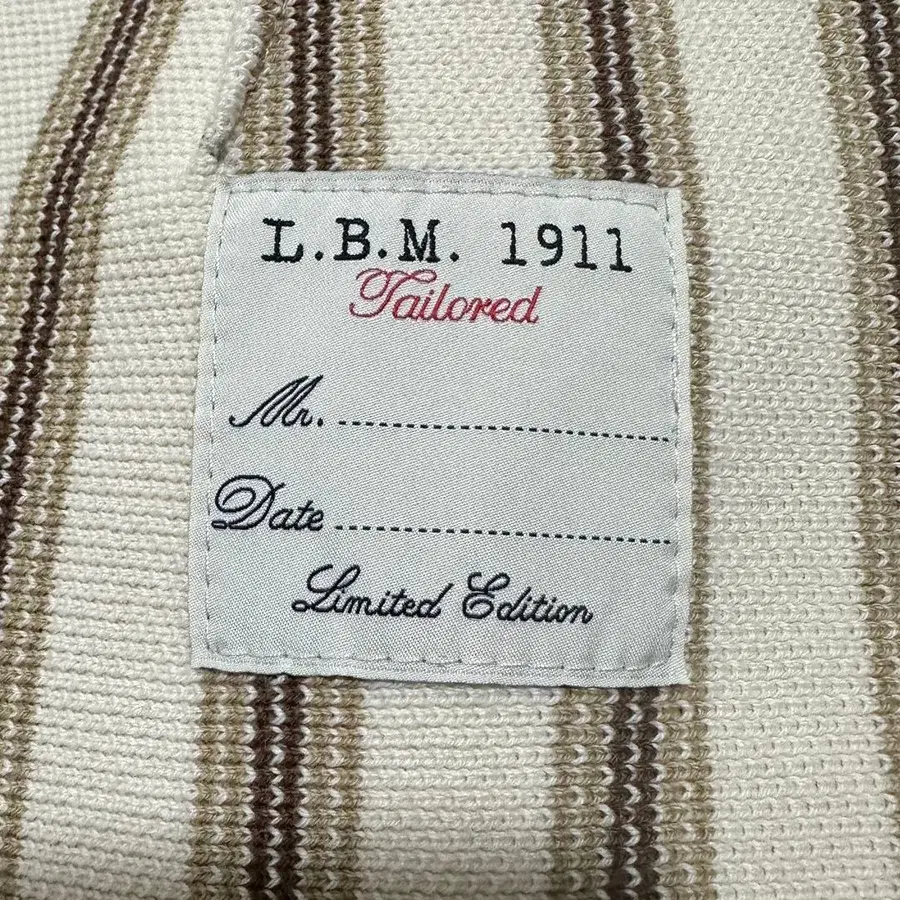 L.B.M. 1911
Tailored
Mr. ........................
Date ........................
Limited Edition